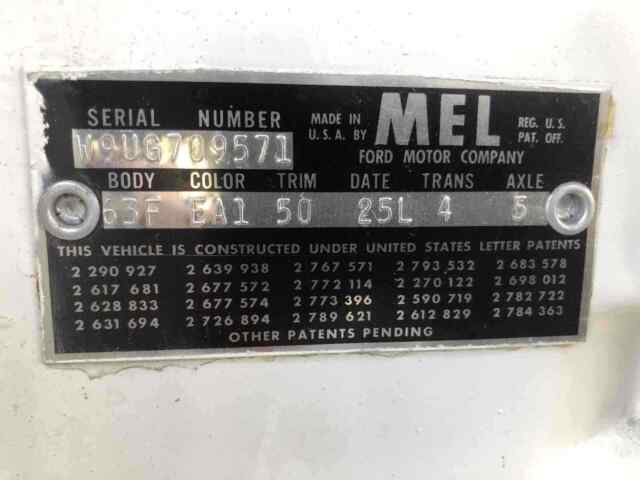 SERIAL NUMBER MADE IN U.S.A. BY MEL REG. U.S. PAT. OFF.
W9UG709571 FORD MOTOR COMPANY
BODY COLOR TRIM DATE TRANS AXLE
63F EA1 50 25L 4 5
THIS VEHICLE IS CONSTRUCTED UNDER UNITED STATES LETTER PATENTS
2 290 927 2 639 938 2 767 571 2 793 532 2 683 578
2 617 681 2 677 572 2 772 114 2 270 122 2 698 012
2 628 833 2 677 574 2 773 396 2 590 719 2 782 722
2 631 694 2 726 894 2 789 621 2 612 829 2 784 363
OTHER PATENTS PENDING